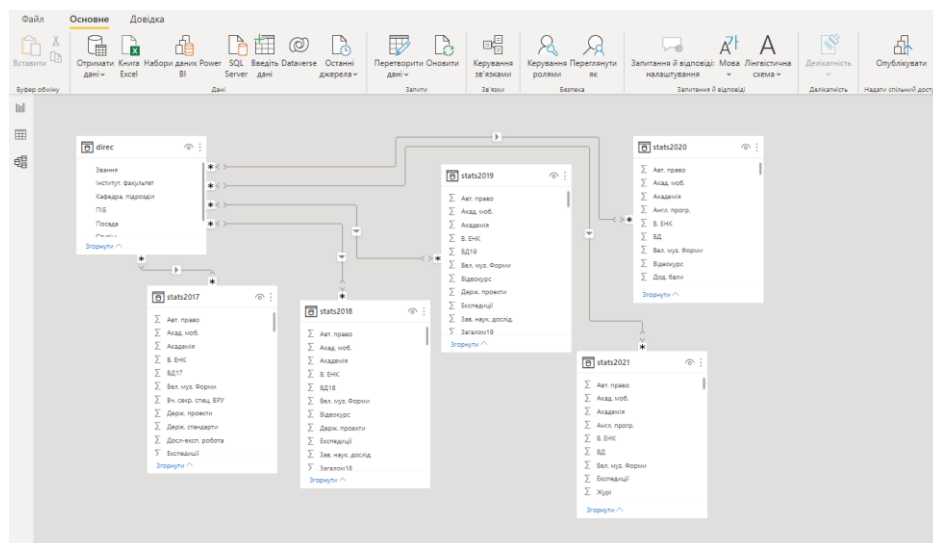 Файл Основне Довідка
Вставити
Отримати дані
Книга Excel
Набори даних Power BI
SQL Server
Введіть дані
Dataverse
Останні джерела
Перетворити дані
Оновити
Керування зв'язками
Керування ролями
Переглянути як
Запитання й відповіді: налаштування
Мова
Лінгвістична схема
Делікатність
Опублікувати
Буфер обміну
Дані
Запити
Зв'язки
Безпека
Запитання й відповіді
Делікатність
Надати спільний дост
direc
Звання
Інститут, факультет
Кафедра, підрозділ
ПІБ
Посада
Згорнути
stats2017
Авт. право
Акад. моб.
Академія
В. ЕНК
ВД17
Вел. муз. Форми
Вч. секр. спец. ВРУ
Держ. проекти
Держ. стандарти
Досл-експ. робота
Експедиції
Згорнути
stats2018
Авт. право
Акад. моб.
Академія
В. ЕНК
ВД18
Вел. муз. Форми
Відеокурс
Держ. проекти
Експедиції
Зав. наук. дослід.
Загалом18
Згорнути
stats2019
Авт. право
Акад. моб.
Академія
В. ЕНК
ВД19
Вел. муз. Форми
Відеокурс
Держ. проекти
Експедиції
Зав. наук. дослід.
Загалом19
Згорнути
stats2020
Авт. право
Акад. моб.
Академія
Англ. прогр.
В. ЕНК
ВД
Вел. муз. Форми
Відеокурс
Дод. бали
Згорнути
stats2021
Авт. право
Акад. моб.
Академія
Англ. прогр.
В. ЕНК
ВД
Вел. муз. Форми
Експедиції
Журі
Згорнути